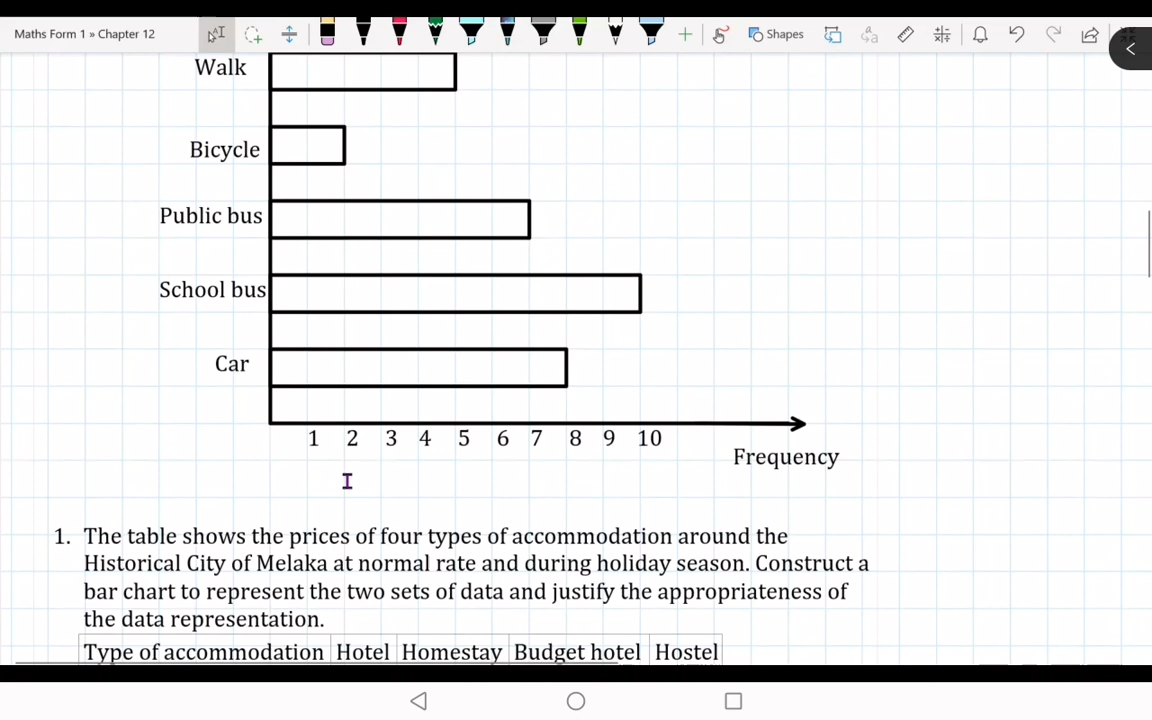 Maths Form 1 » Chapter 12
Shapes
Walk
Bicycle
Public bus
School bus
Car
1 2 3 4 5 6 7 8 9 10
Frequency
1. The table shows the prices of four types of accommodation around the
Historical City of Melaka at normal rate and during holiday season. Construct a
bar chart to represent the two sets of data and justify the appropriateness of
the data representation.
Type of accommodation Hotel Homestay Budget hotel Hostel